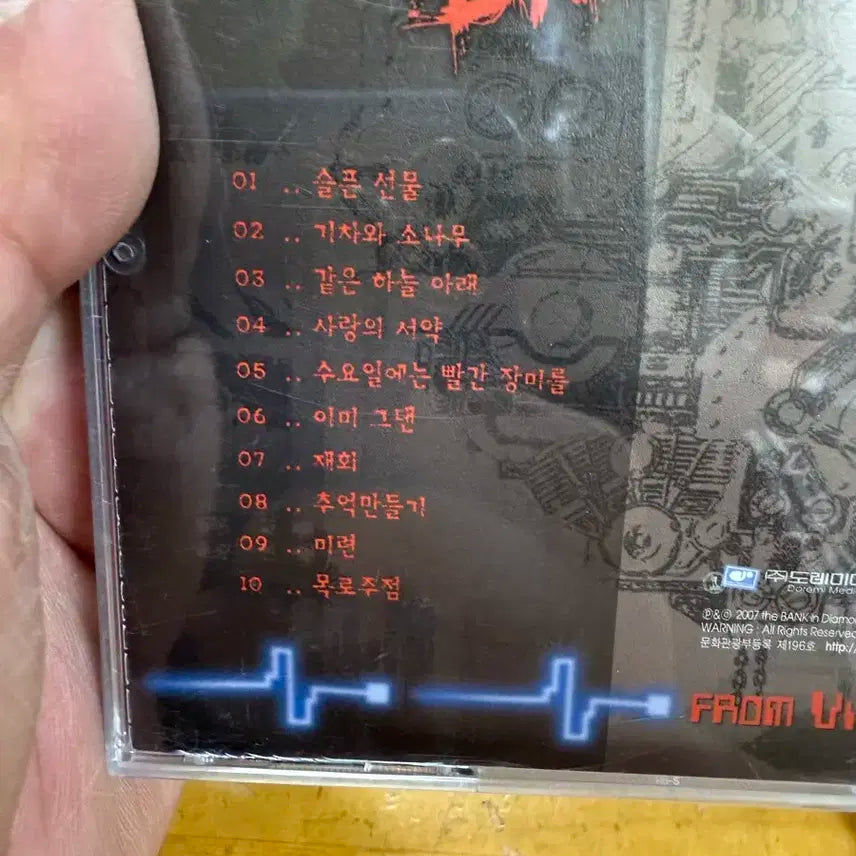 01 .. 슬픈 선물
02 .. 기차와 소나무
03 .. 같은 하늘 아래
04 .. 사랑의 서약
05 .. 수요일에는 빨간 장미를
06 .. 이미 그댄
07 .. 재회
08 .. 추억만들기
09 .. 미련
10 .. 목로주점
㈜도레미
Doremi Media
℗&© 2007 the BANK in
WARNING : All Rights Reserved
문화관광부등록 제196호 http://
FROM